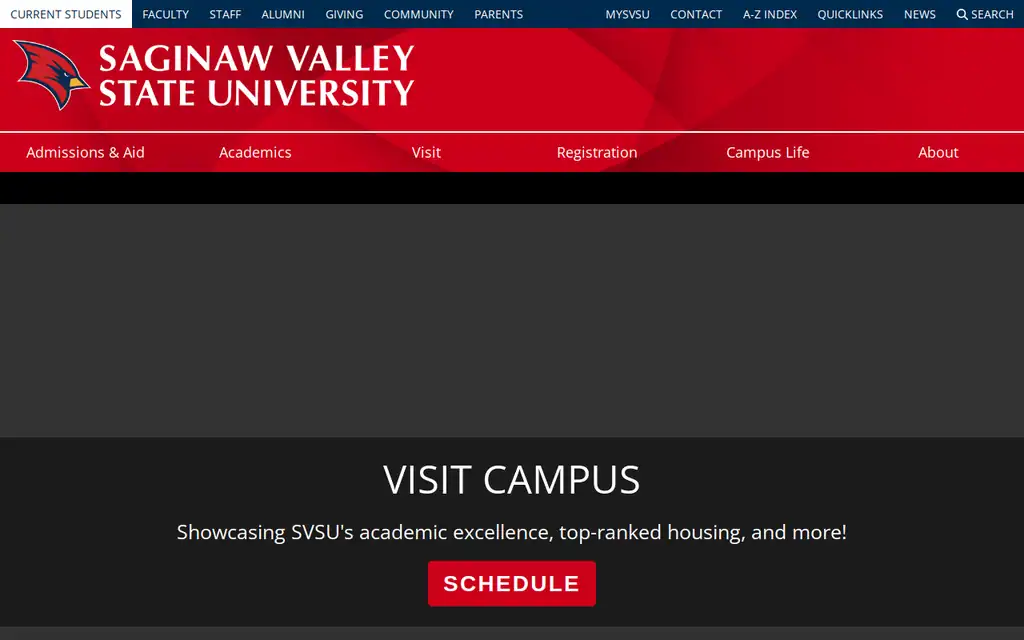 CURRENT STUDENTS FACULTY STAFF ALUMNI GIVING COMMUNITY PARENTS MYSVSU CONTACT A-Z INDEX QUICKLINKS NEWS SEARCH
SAGINAW VALLEY
STATE UNIVERSITY
Admissions & Aid Academics Visit Registration Campus Life About
VISIT CAMPUS
Showcasing SVSU's academic excellence, top-ranked housing, and more!
SCHEDULE